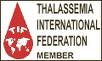 THALASSEMIA
INTERNATIONAL
FEDERATION
MEMBER